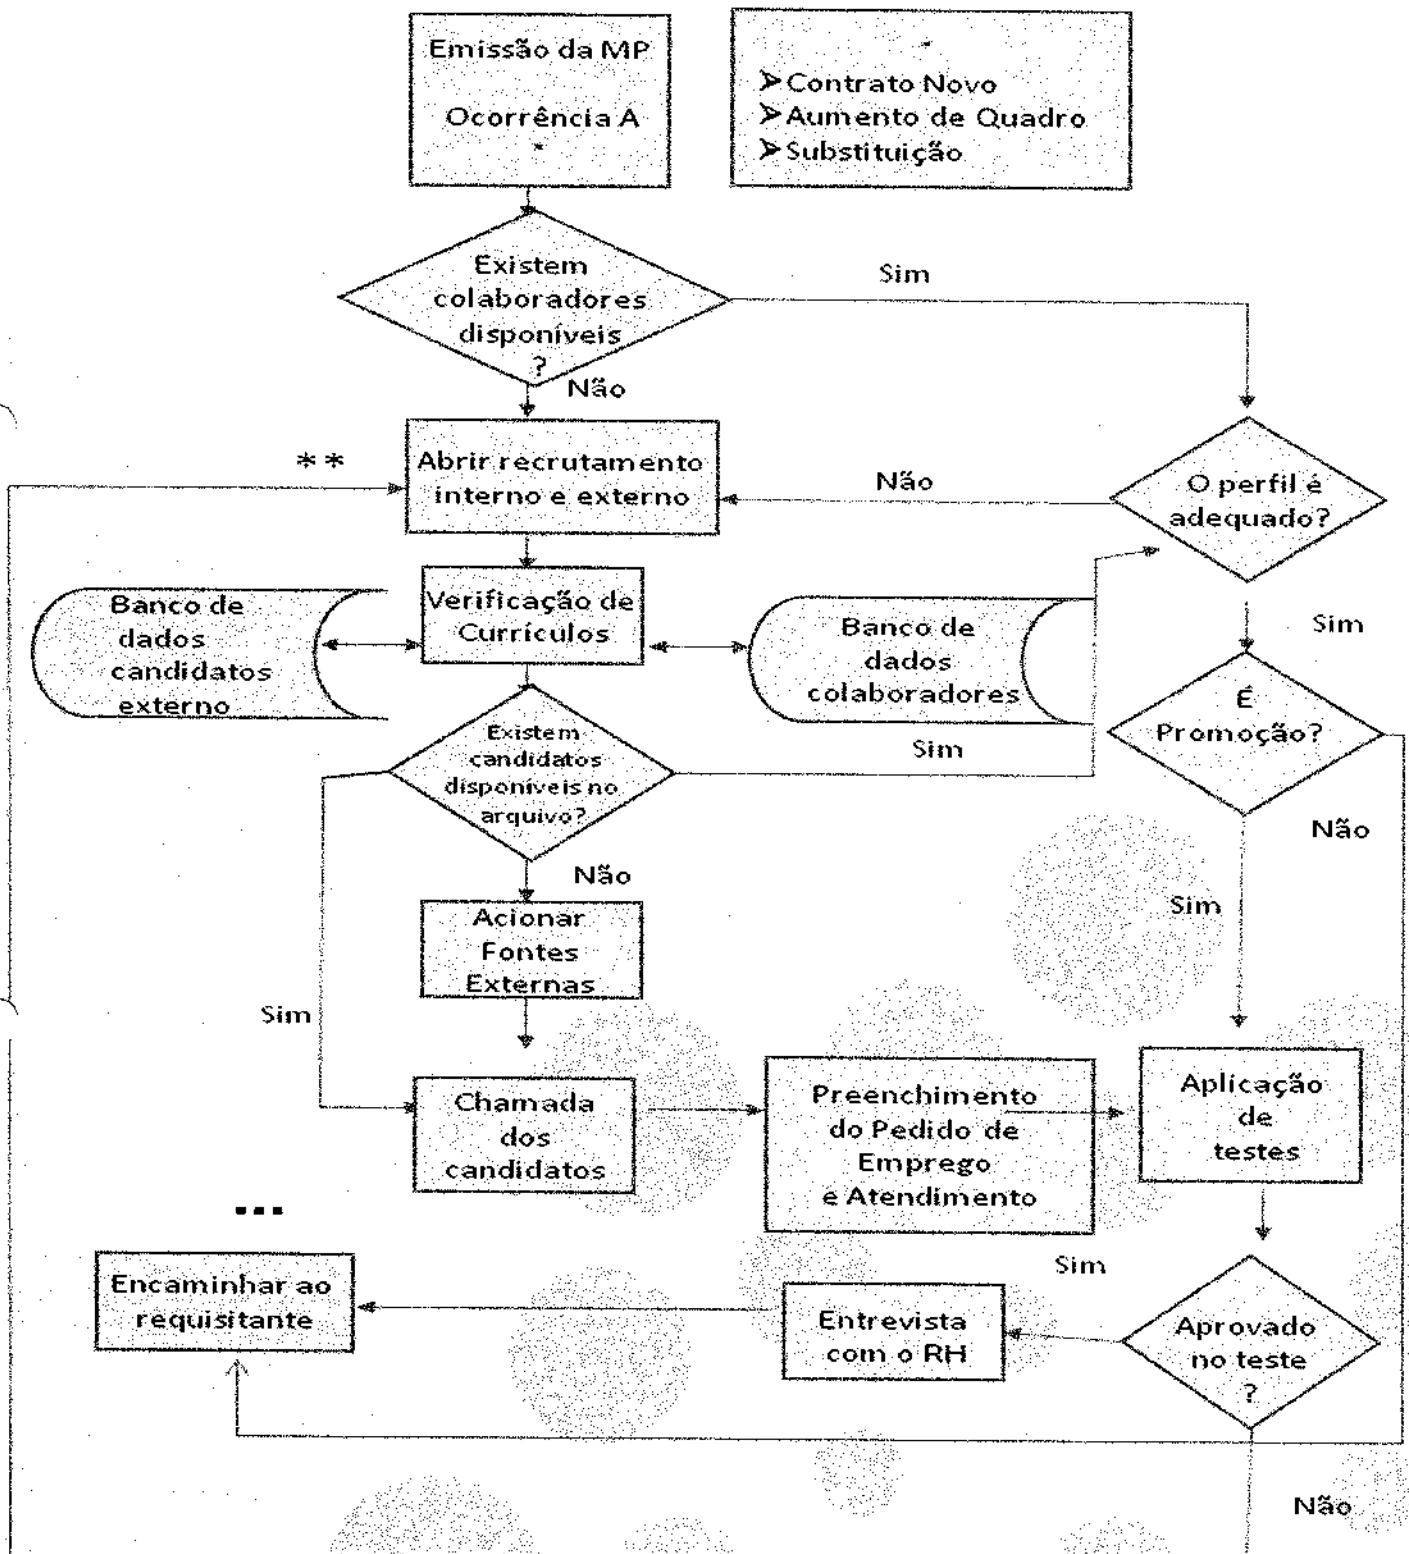 Emissão da MP
Ocorrência A
*
*
➤Contrato Novo
➤Aumento de Quadro
➤Substituição
Existem
colaboradores
disponíveis
?
Sim
Não
**
Abrir recrutamento
interno e externo
Não
O perfil é
adequado?
Banco de
dados
candidatos
externo
Verificação de
Currículos
Banco de
dados
colaboradores
Sim
É
Promoção?
Existem
candidatos
disponíveis no
arquivo?
Sim
Não
Não
Sim
Acionar
Fontes
Externas
Sim
Chamada
dos
candidatos
Preenchimento
do Pedido de
Emprego
e Atendimento
Aplicação
de
testes
...
Encaminhar ao
requisitante
Entrevista
com o RH
Sim
Aprovado
no teste
?
Não